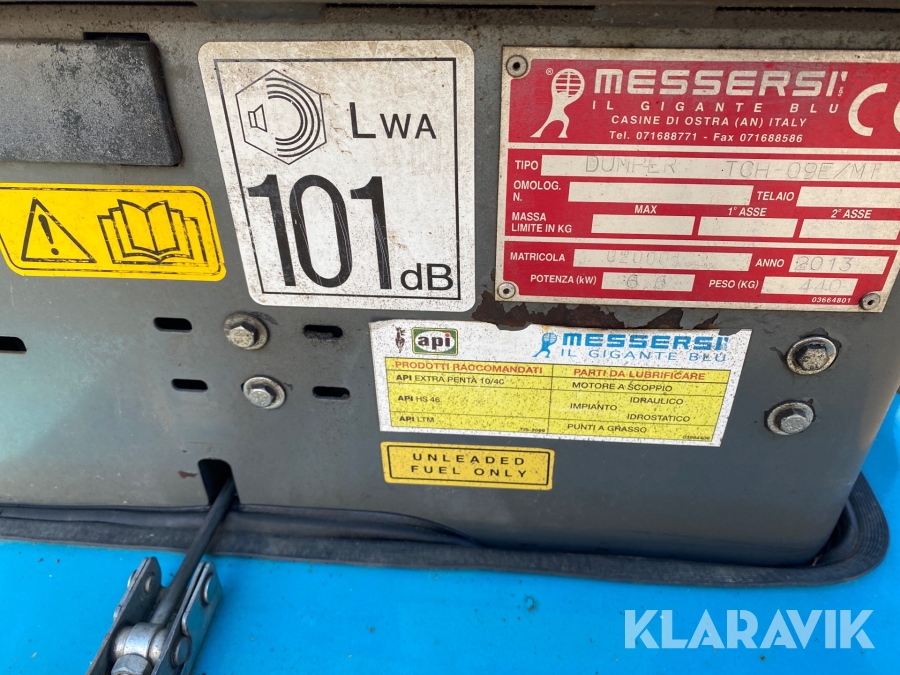 LWA
101dB
® MESSERSI'
IL GIGANTE BLU
CASINE DI OSTRA (AN) ITALY
Tel. 071688771 - Fax 071688586
CE
TIPO DUMPER TCH-09E/MT
OMOLOG. N. TELAIO
MASSA LIMITE IN KG MAX 1° ASSE 2° ASSE
MATRICOLA ANNO 2013
POTENZA (kW) 6.6 PESO (KG) 440
03664801
api MESSERSI'
IL GIGANTE BLU
PRODOTTI RACCOMANDATI PARTI DA LUBRIFICARE
API EXTRA PENTA 10/40 MOTORE A SCOPPIO
API HS 46 IMPIANTO IDRAULICO
IDROSTATICO
API LTM PUNTI A GRASSO
UNLEADED
FUEL ONLY
KLARAVIK